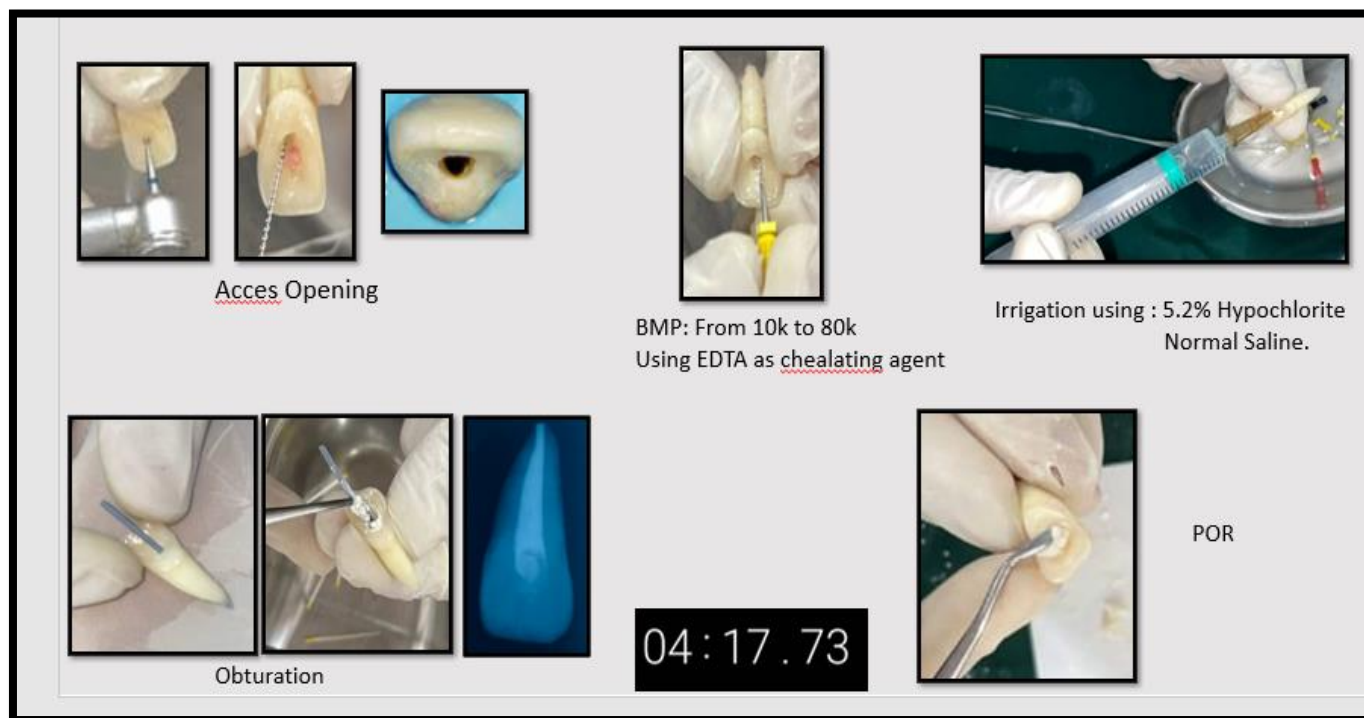 Acces Opening
BMP: From 10k to 80k
Using EDTA as chealating agent
Irrigation using : 5.2% Hypochlorite
Normal Saline.
Obturation
04:17.73
POR